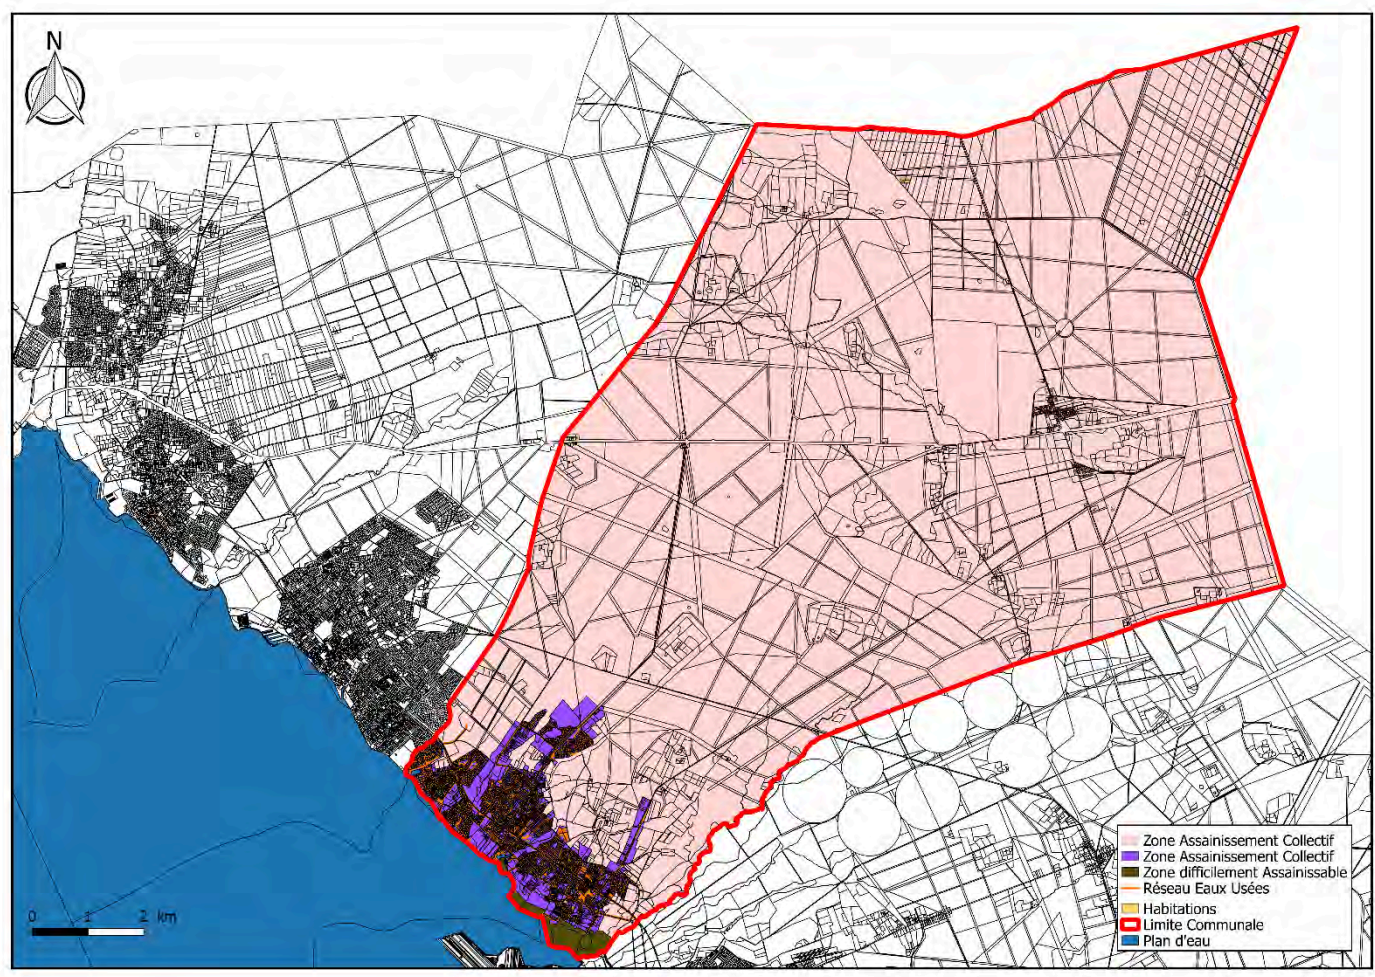 N
Zone Assainissement Collectif
Zone Assainissement Collectif
Zone difficilement Assainissable
Réseau Eaux Usées
Habitations
Limite Communale
Plan d'eau
0 1 2 km